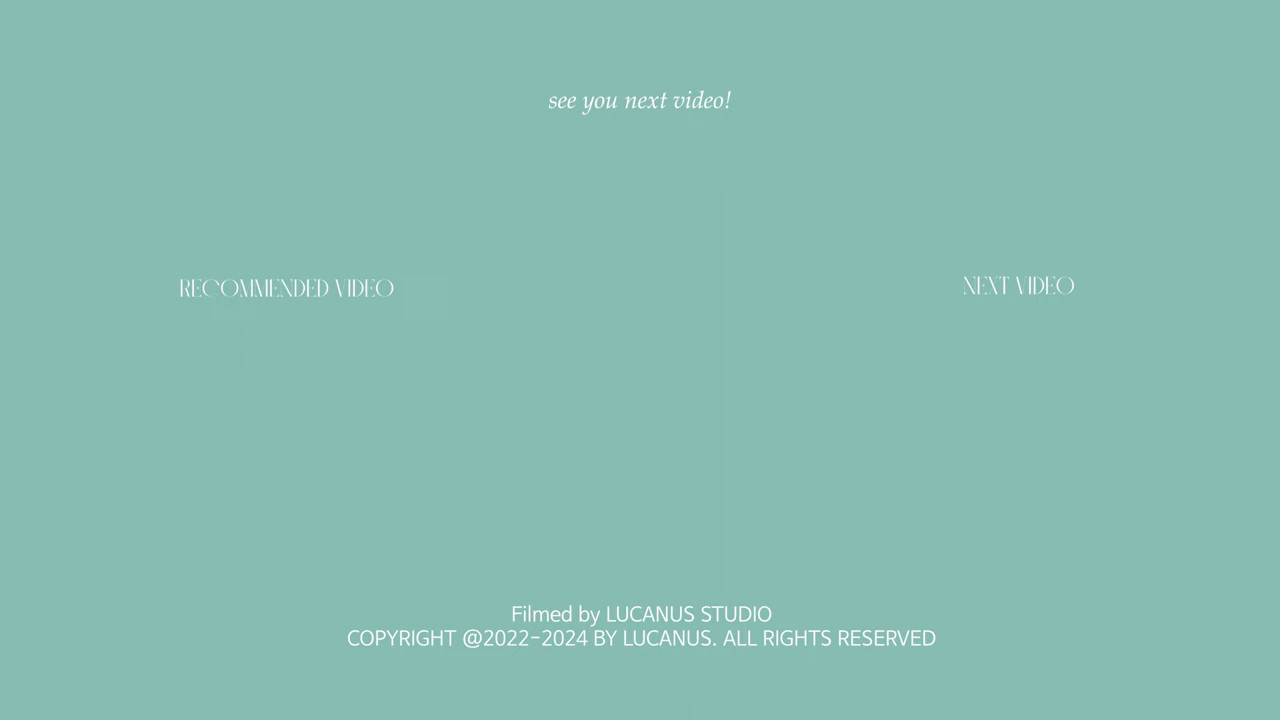 see you next video!
RECOMMENDED VIDEO
NEXT VIDEO
Filmed by LUCANUS STUDIO
COPYRIGHT @2022-2024 BY LUCANUS. ALL RIGHTS RESERVED